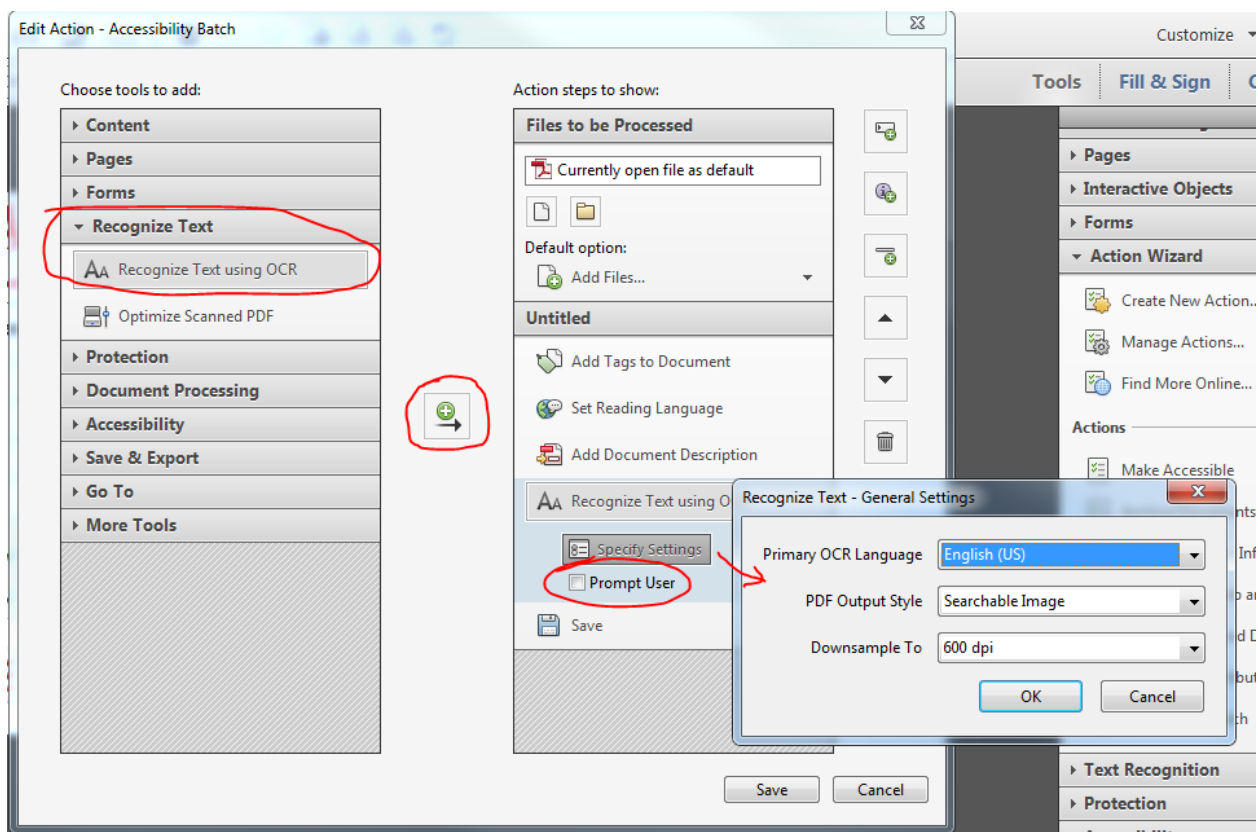 Edit Action - Accessibility Batch
Customize
Tools
Fill & Sign
Choose tools to add:
Content
Pages
Forms
Recognize Text
Recognize Text using OCR
Optimize Scanned PDF
Protection
Document Processing
Accessibility
Save & Export
Go To
More Tools
Action steps to show:
Files to be Processed
Currently open file as default
Default option:
Add Files...
Untitled
Add Tags to Document
Set Reading Language
Add Document Description
Recognize Text using O
Specify Settings
Prompt User
Save
Recognize Text - General Settings
Primary OCR Language English (US)
PDF Output Style Searchable Image
Downsample To 600 dpi
OK Cancel
Save Cancel
Pages
Interactive Objects
Forms
Action Wizard
Create New Action..
Manage Actions...
Find More Online...
Actions
Make Accessible
Text Recognition
Protection